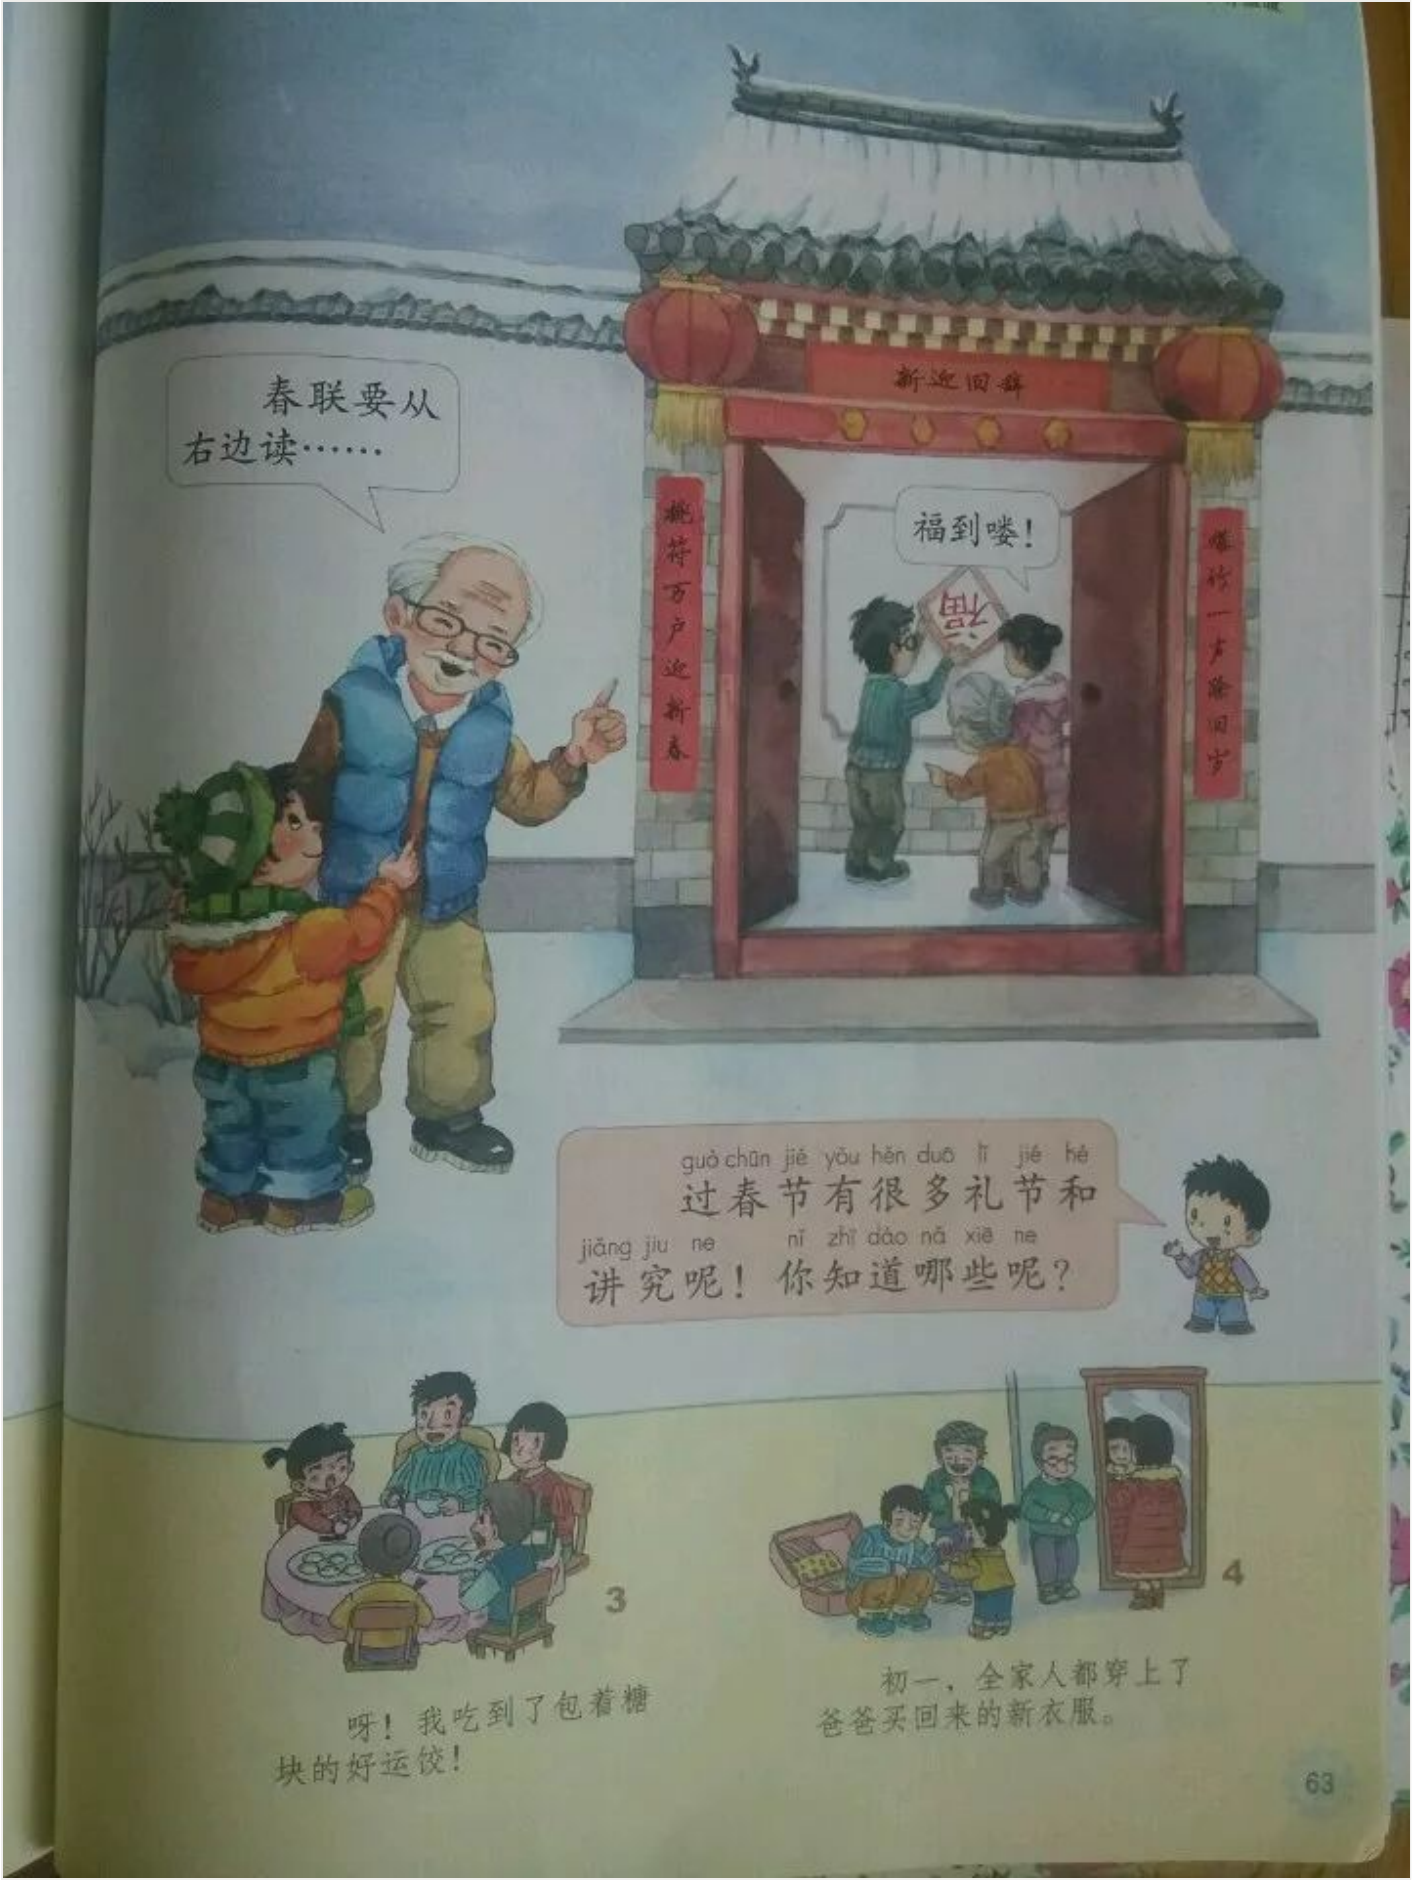 春联要从
右边读……
新迎旧辞
福到喽！
福
桃符万户迎新春
爆竹一声除旧岁
guò chūn jié yǒu hěn duō lǐ jié hé
过春节有很多礼节和
jiǎng jiu ne nǐ zhī dào nǎ xiē ne
讲究呢！你知道哪些呢？
3
呀！我吃到了包着糖
块的好运饺！
4
初一，全家人都穿上了
爸爸买回来的新衣服。
63